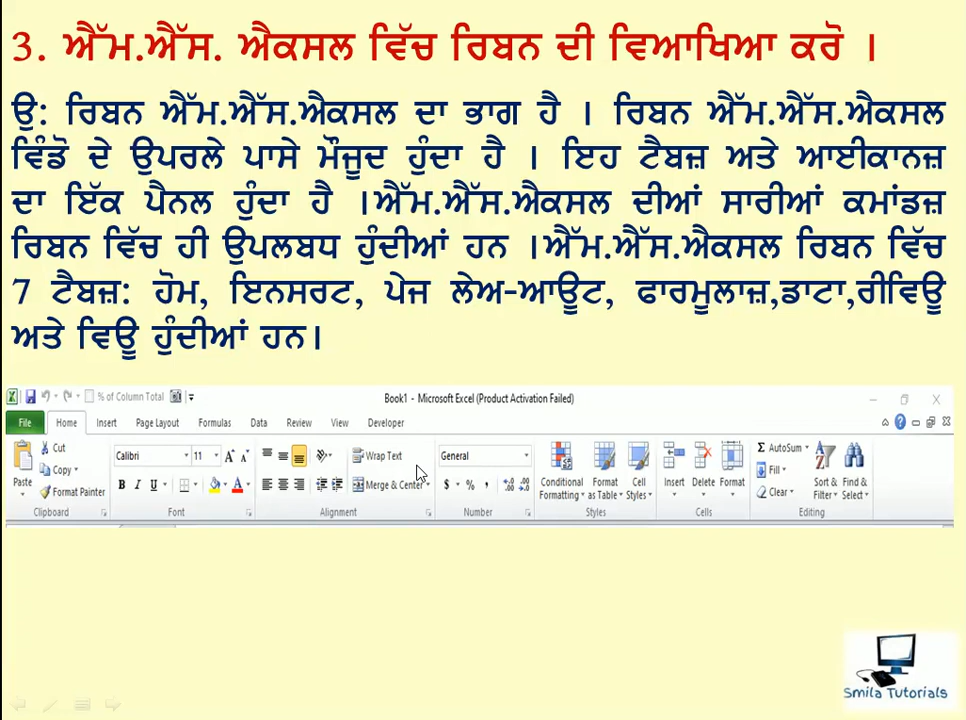 3. ਐੱਮ.ਐੱਸ. ਐਕਸਲ ਵਿੱਚ ਰਿਬਨ ਦੀ ਵਿਆਖਿਆ ਕਰੋ ।
ਉ: ਰਿਬਨ ਐੱਮ.ਐੱਸ.ਐਕਸਲ ਦਾ ਭਾਗ ਹੈ । ਰਿਬਨ ਐੱਮ.ਐੱਸ.ਐਕਸਲ
ਵਿੰਡੋ ਦੇ ਉਪਰਲੇ ਪਾਸੇ ਮੌਜੂਦ ਹੁੰਦਾ ਹੈ । ਇਹ ਟੈਬਜ਼ ਅਤੇ ਆਈਕਾਨਜ਼
ਦਾ ਇੱਕ ਪੈਨਲ ਹੁੰਦਾ ਹੈ ।ਐੱਮ.ਐੱਸ.ਐਕਸਲ ਦੀਆਂ ਸਾਰੀਆਂ ਕਮਾਂਡਜ਼
ਰਿਬਨ ਵਿੱਚ ਹੀ ਉਪਲਬਧ ਹੁੰਦੀਆਂ ਹਨ ।ਐੱਮ.ਐੱਸ.ਐਕਸਲ ਰਿਬਨ ਵਿੱਚ
7 ਟੈਬਜ਼: ਹੋਮ, ਇਨਸਰਟ, ਪੇਜ ਲੇਅ-ਆਊਟ, ਫਾਰਮੂਲਾਜ਼,ਡਾਟਾ,ਰੀਵਿਊ
ਅਤੇ ਵਿਊ ਹੁੰਦੀਆਂ ਹਨ।
% of Column Total Book1 - Microsoft Excel (Product Activation Failed)
File Home Insert Page Layout Formulas Data Review View Developer
Cut Calibri 11 Wrap Text General AutoSum
Copy Fill
Paste Format Painter B I U Merge & Center $ % , Conditional Formatting Format as Table Cell Styles Insert Delete Format Clear Sort & Filter Find & Select
Clipboard Font Alignment Number Styles Cells Editing
Smila Tutorials